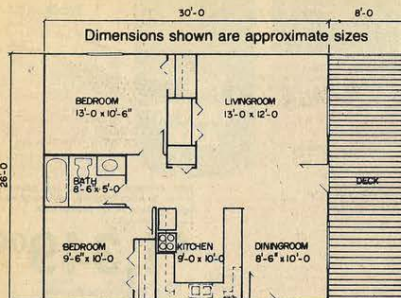 30'-0
8'-0
Dimensions shown are approximate sizes
BEDROOM
13'-0 x 10'-6"
LIVINGROOM
13'-0 x 12'-0
26'-0
BATH
8'-6" x 5'-0
DECK
BEDROOM
9'-6" x 10'-0
KITCHEN
9'-0 x 10'-0
DININGROOM
8'-6" x 10'-0